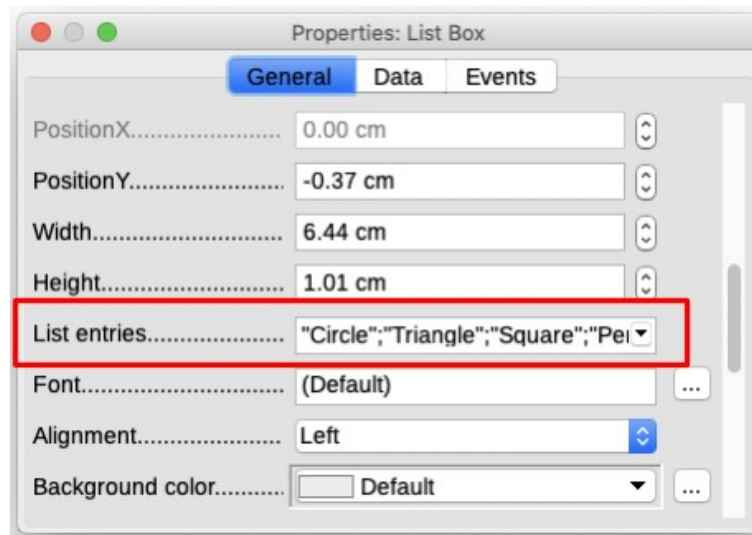 Properties: List Box
General Data Events
PositionX...................... 0.00 cm
PositionY........................ -0.37 cm
Width............................ 6.44 cm
Height........................... 1.01 cm
List entries..................... "Circle";"Triangle";"Square";"Pe
Font.............................. (Default) ...
Alignment...................... Left
Background color........... Default ...